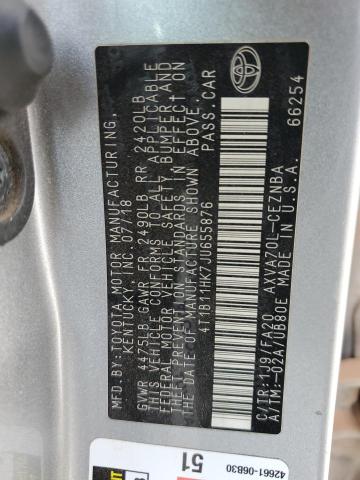 MFD. BY:TOYOTA MOTOR MANUFACTURING,
KENTUCKY, INC. 07/18
GVWR 4475LB GAWR FR 2490LB RR 2420LB
THIS VEHICLE CONFORMS TO ALL APPLICABLE
FEDERAL MOTOR VEHICLE SAFETY,BUMPER,AND
THEFT PREVENTION STANDARDS IN EFFECT
ON THE DATE OF MANUFACTURE SHOWN ABOVE.
4T1B11HK7JU655876 PASS.CAR
C/TR:1J9/FA20 AXVA70L-CEZNBA
A/TM:-02A/UB80E MADE IN U.S.A.
66254
42661-06B30
51